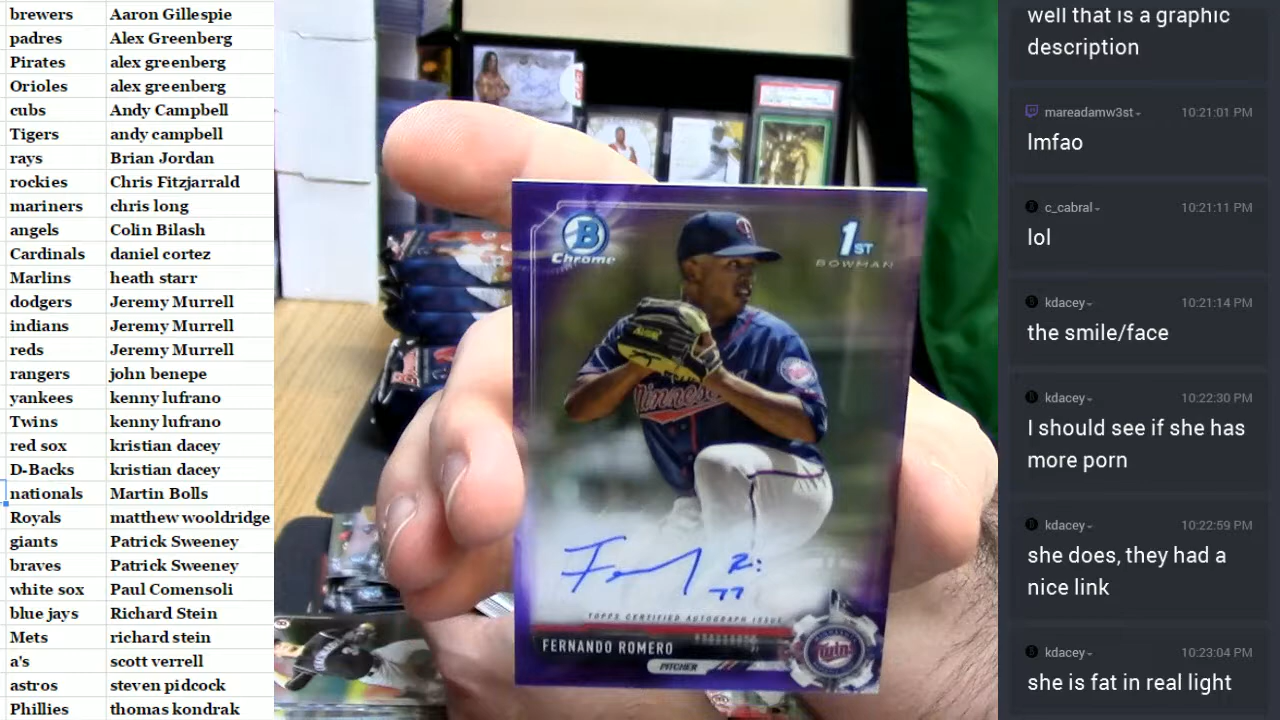 brewers Aaron Gillespie
padres Alex Greenberg
Pirates alex greenberg
Orioles alex greenberg
cubs Andy Campbell
Tigers andy campbell
rays Brian Jordan
rockies Chris Fitzjarrald
mariners chris long
angels Colin Bilash
Cardinals daniel cortez
Marlins heath starr
dodgers Jeremy Murrell
indians Jeremy Murrell
reds Jeremy Murrell
rangers john benepe
yankees kenny lufrano
Twins kenny lufrano
red sox kristian dacey
D-Backs kristian dacey
nationals Martin Bolls
Royals matthew wooldridge
giants Patrick Sweeney
braves Patrick Sweeney
white sox Paul Comensoli
blue jays Richard Stein
Mets richard stein
a's scott verrell
astros steven pidcock
Phillies thomas kondrak
B
Chrome
1ST
BOWMAN
Minneso
77
TOPPS CERTIFIED AUTOGRAPH ISSUE
FERNANDO ROMERO
PITCHER
Twins
well that is a graphic
description
mareadamw3st 10:21:01 PM
lmfao
c_cabral 10:21:11 PM
lol
kdacey 10:21:14 PM
the smile/face
kdacey 10:22:30 PM
I should see if she has
more porn
kdacey 10:22:59 PM
she does, they had a
nice link
kdacey 10:23:04 PM
she is fat in real light